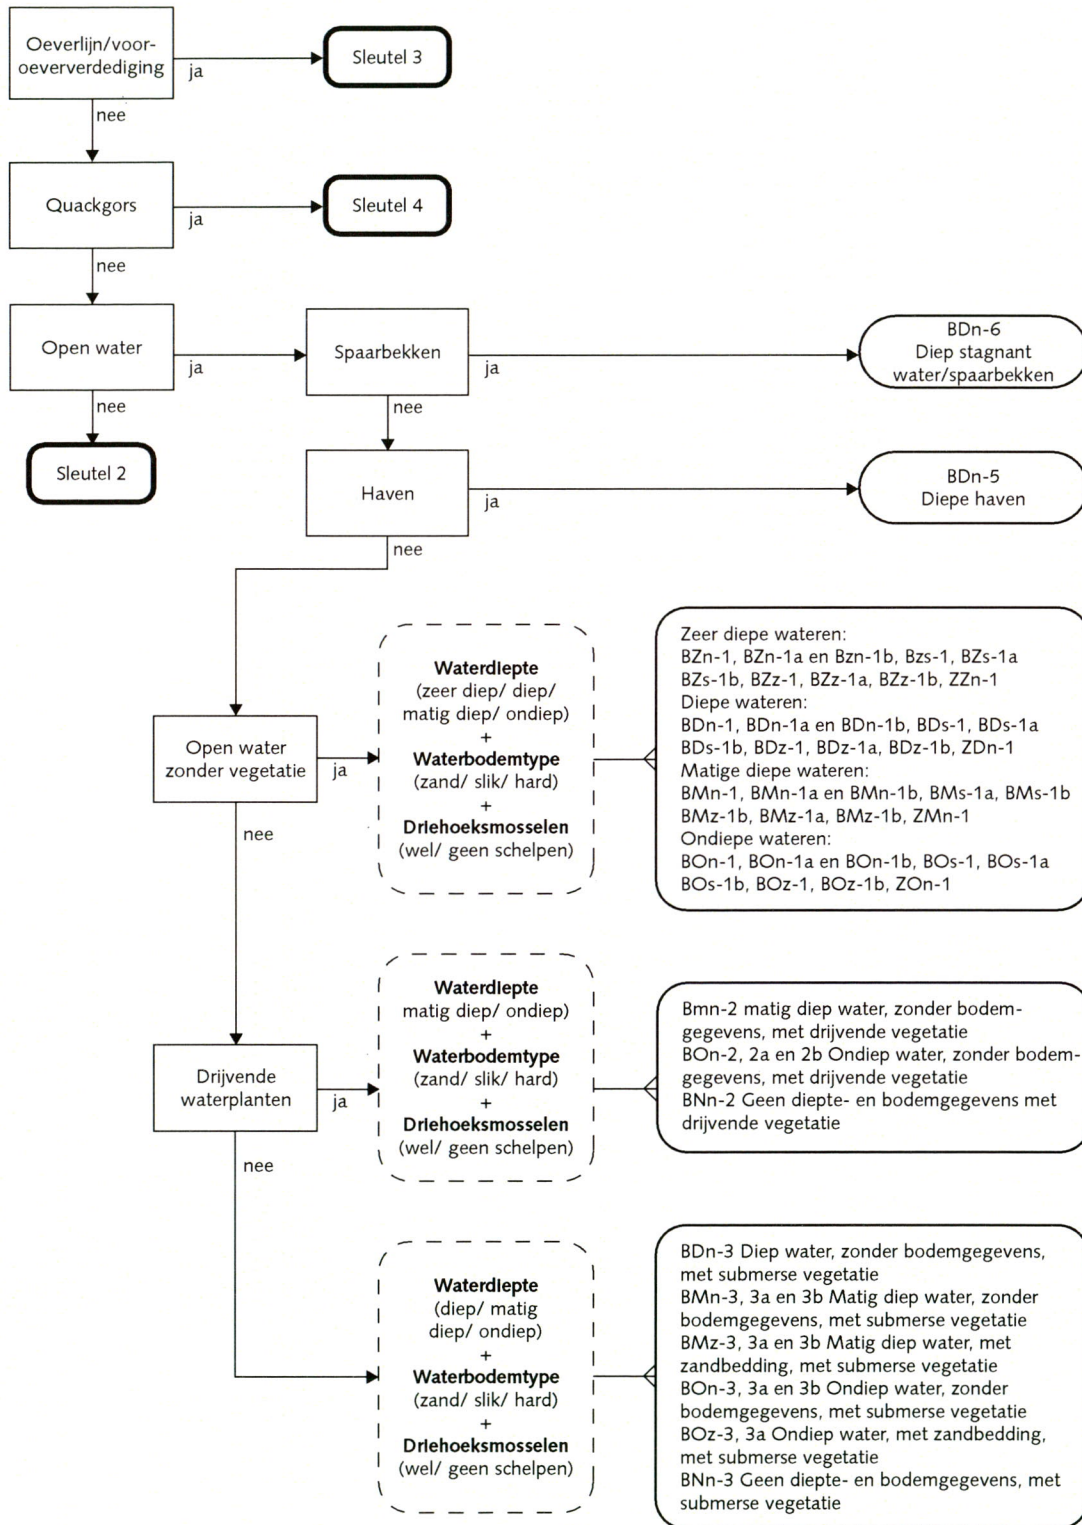 Oeverlijn/voor-
oeververdediging
ja
Sleutel 3
nee
Quackgors
ja
Sleutel 4
nee
Open water
ja
Spaarbekken
ja
BDn-6
Diep stagnant
water/spaarbekken
nee
nee
Sleutel 2
Haven
ja
BDn-5
Diepe haven
nee
Open water
zonder vegetatie
ja
Waterdiepte
(zeer diep/ diep/
matig diep/ ondiep)
+
Waterbodemtype
(zand/ slik/ hard)
+
Driehoeksmosselen
(wel/ geen schelpen)
Zeer diepe wateren:
BZn-1, BZn-1a en Bzn-1b, Bzs-1, BZs-1a
BZs-1b, BZz-1, BZz-1a, BZz-1b, ZZn-1
Diepe wateren:
BDn-1, BDn-1a en BDn-1b, BDs-1, BDs-1a
BDs-1b, BDz-1, BDz-1a, BDz-1b, ZDn-1
Matige diepe wateren:
BMn-1, BMn-1a en BMn-1b, BMs-1a, BMs-1b
BMz-1b, BMz-1a, BMz-1b, ZMn-1
Ondiepe wateren:
BOn-1, BOn-1a en BOn-1b, BOs-1, BOs-1a
BOs-1b, BOz-1, BOz-1b, ZOn-1
nee
Drijvende
waterplanten
ja
Waterdiepte
matig diep/ ondiep)
+
Waterbodemtype
(zand/ slik/ hard)
+
Driehoeksmosselen
(wel/ geen schelpen)
Bmn-2 matig diep water, zonder bodem-
gegevens, met drijvende vegetatie
BOn-2, 2a en 2b Ondiep water, zonder bodem-
gegevens, met drijvende vegetatie
BNn-2 Geen diepte- en bodemgegevens met
drijvende vegetatie
nee
Waterdiepte
(diep/ matig
diep/ ondiep)
+
Waterbodemtype
(zand/ slik/ hard)
+
Driehoeksmosselen
(wel/ geen schelpen)
BDn-3 Diep water, zonder bodemgegevens,
met submerse vegetatie
BMn-3, 3a en 3b Matig diep water, zonder
bodemgegevens, met submerse vegetatie
BMz-3, 3a en 3b Matig diep water, met
zandbedding, met submerse vegetatie
BOn-3, 3a en 3b Ondiep water, zonder
bodemgegevens, met submerse vegetatie
BOz-3, 3a Ondiep water, met zandbedding,
met submerse vegetatie
BNn-3 Geen diepte- en bodemgegevens, met
submerse vegetatie